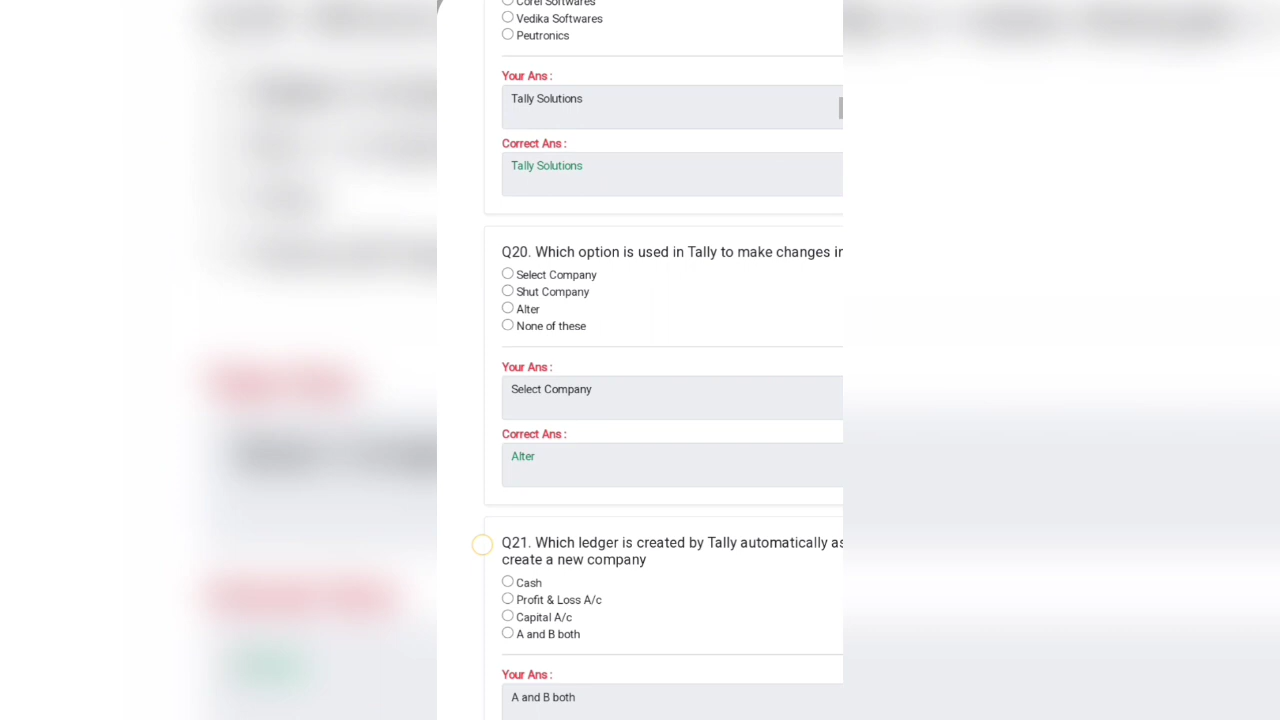 Corel Softwares
Vedika Softwares
Peutronics
Your Ans :
Tally Solutions
Correct Ans :
Tally Solutions
Q20. Which option is used in Tally to make changes in
Select Company
Shut Company
Alter
None of these
Your Ans :
Select Company
Correct Ans :
Alter
Q21. Which ledger is created by Tally automatically as
create a new company
Cash
Profit & Loss A/c
Capital A/c
A and B both
Your Ans :
A and B both